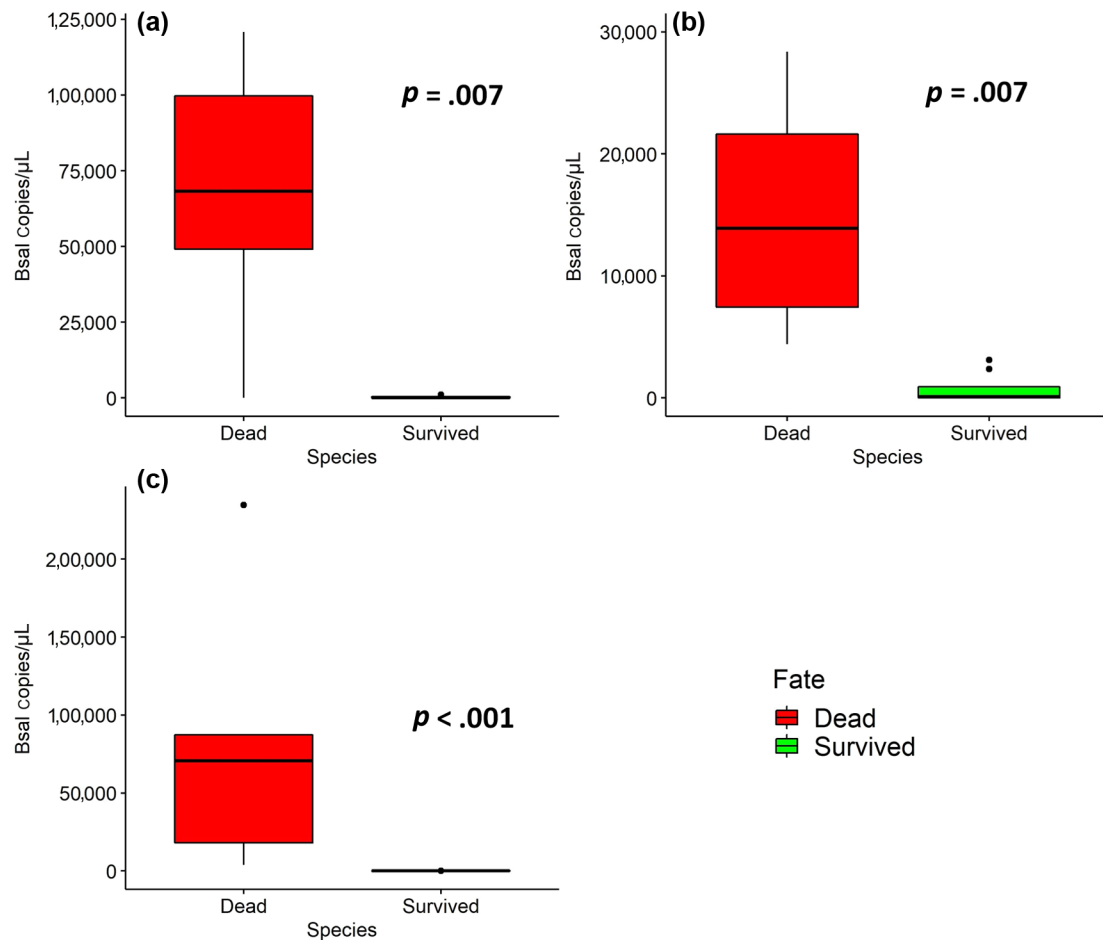 (a)
1,25,000
1,00,000
75,000
50,000
25,000
0
Bsal copies/µL
p = .007
Dead
Survived
Species
(b)
30,000
20,000
10,000
0
Bsal copies/µL
p = .007
Dead
Survived
Species
(c)
2,00,000
1,50,000
1,00,000
50,000
0
Bsal copies/µL
p < .001
Dead
Survived
Species
Fate
Dead
Survived